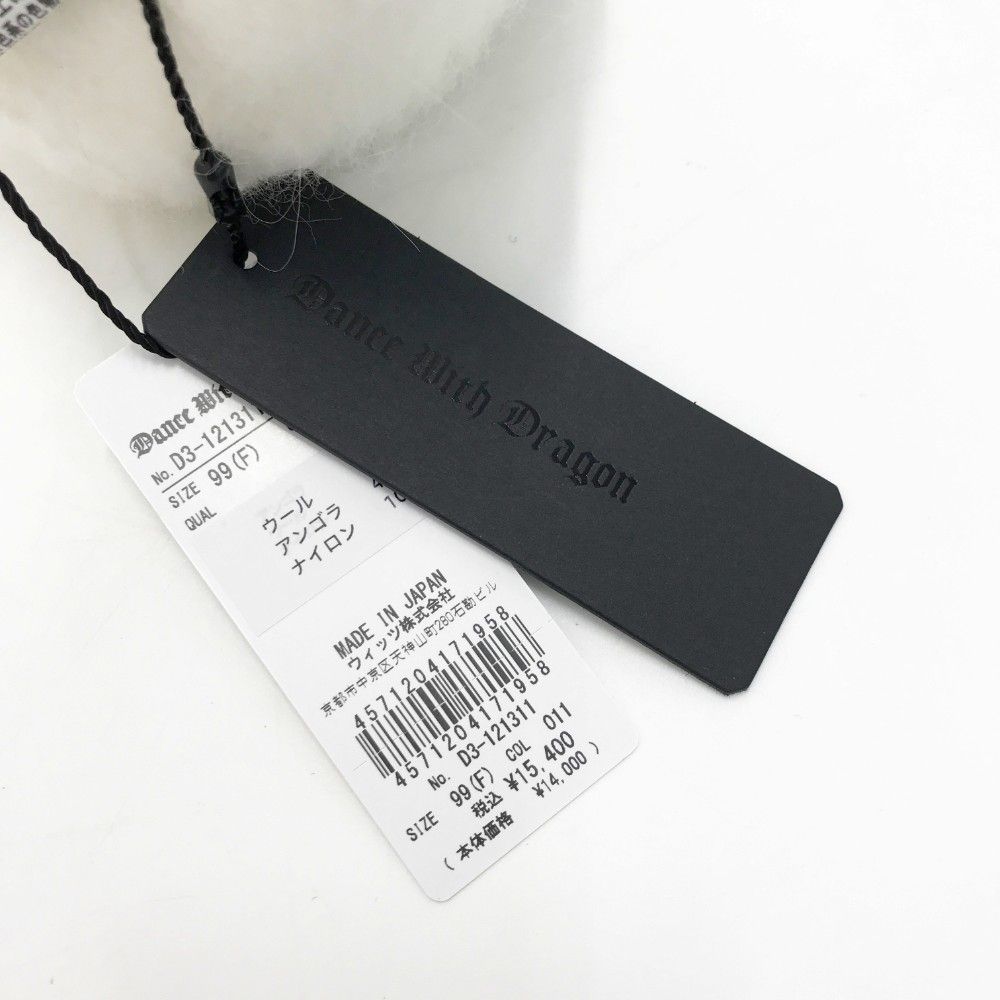 Dance With Dragon
Dance Wit
No. D3-12131
SIZE 99(F)
QUAL
ウール 4
アンゴラ 10
ナイロン
MADE IN JAPAN
ウィッツ株式会社
京都市中京区天神山町280石勘ビル
4571204171958
4571204171958
No. D3-121311
SIZE 99(F) COL 011
税込 ¥15,400
(本体価格 ¥14,000)